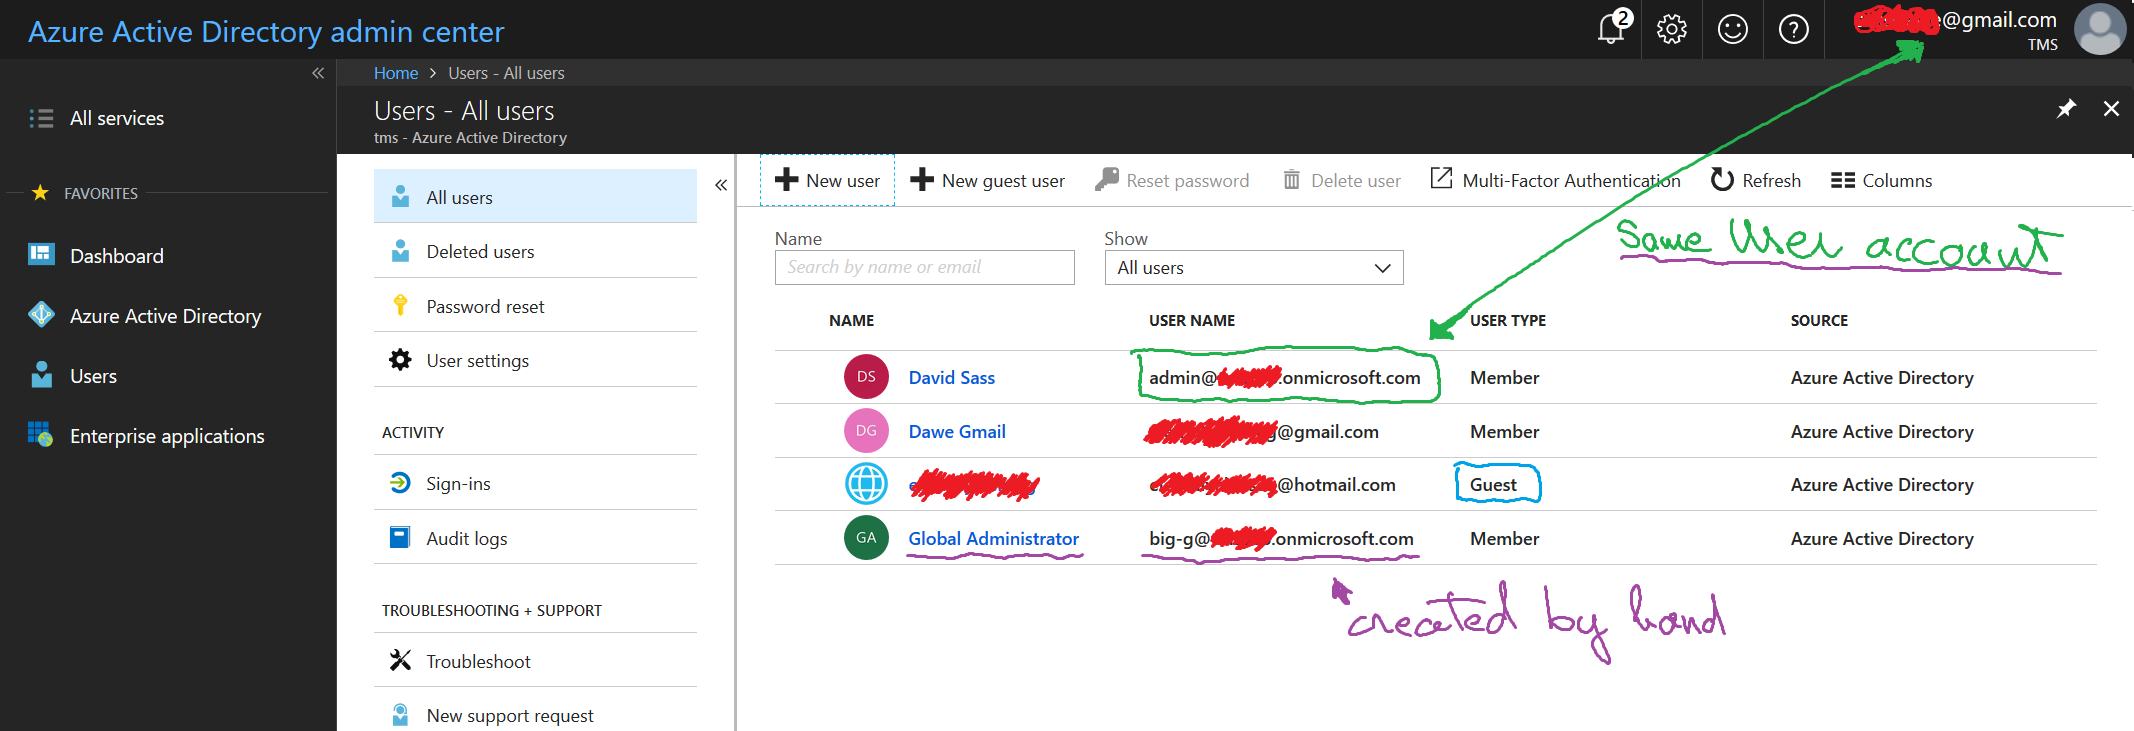 Azure Active Directory admin center
2
@gmail.com
TMS
Home > Users - All users
Users - All users
tms - Azure Active Directory
All services
FAVORITES
Dashboard
Azure Active Directory
Users
Enterprise applications
All users
Deleted users
Password reset
User settings
ACTIVITY
Sign-ins
Audit logs
TROUBLESHOOTING + SUPPORT
Troubleshoot
New support request
New user New guest user Reset password Delete user Multi-Factor Authentication Refresh Columns
Name Show
Search by name or email All users
Same User account
NAME USER NAME USER TYPE SOURCE
DS David Sass admin@ .onmicrosoft.com Member Azure Active Directory
DG Dawe Gmail g@gmail.com Member Azure Active Directory
@hotmail.com Guest Azure Active Directory
GA Global Administrator big-g@ .onmicrosoft.com Member Azure Active Directory
created by hand